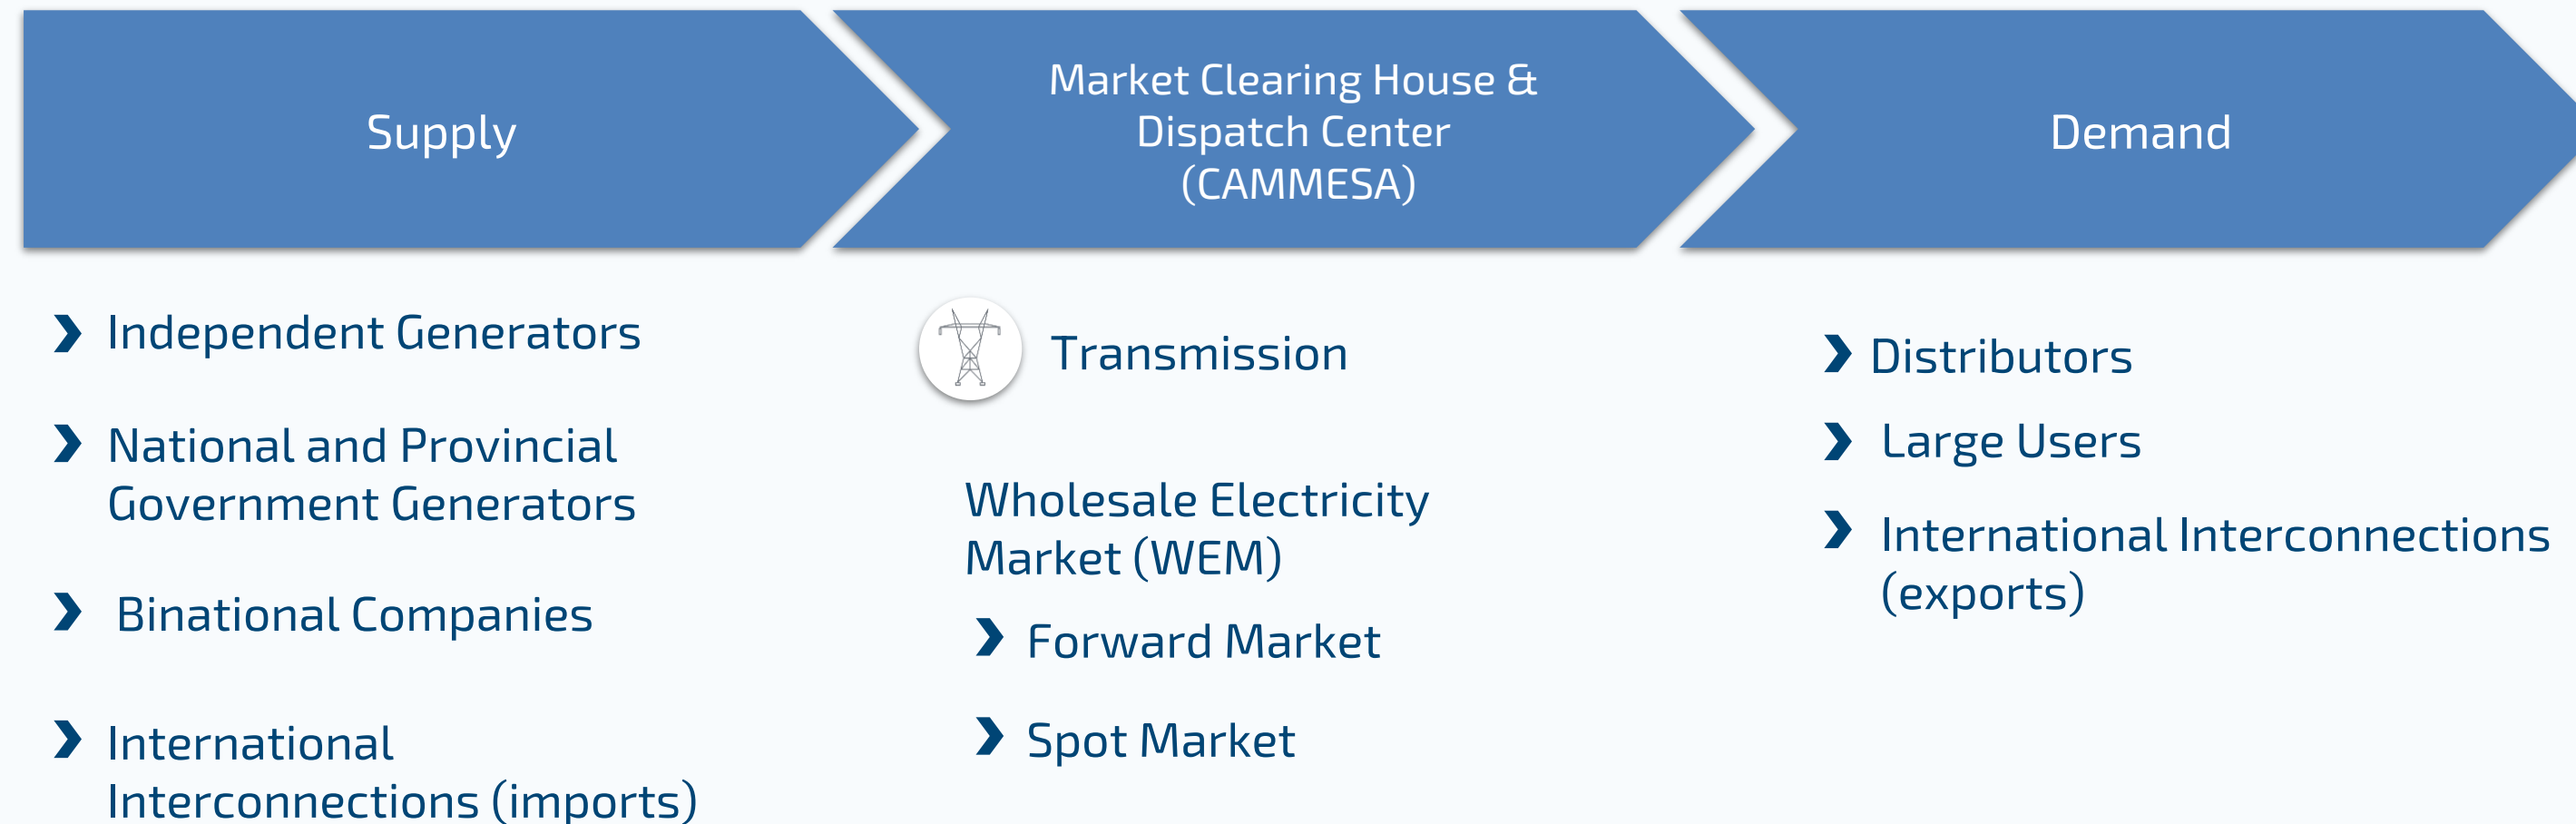 Supply
Market Clearing House &
Dispatch Center
(CAMMESA)
Demand
Independent Generators
National and Provincial
Government Generators
Binational Companies
International
Interconnections (imports)
Transmission
Wholesale Electricity
Market (WEM)
Forward Market
Spot Market
Distributors
Large Users
International Interconnections
(exports)